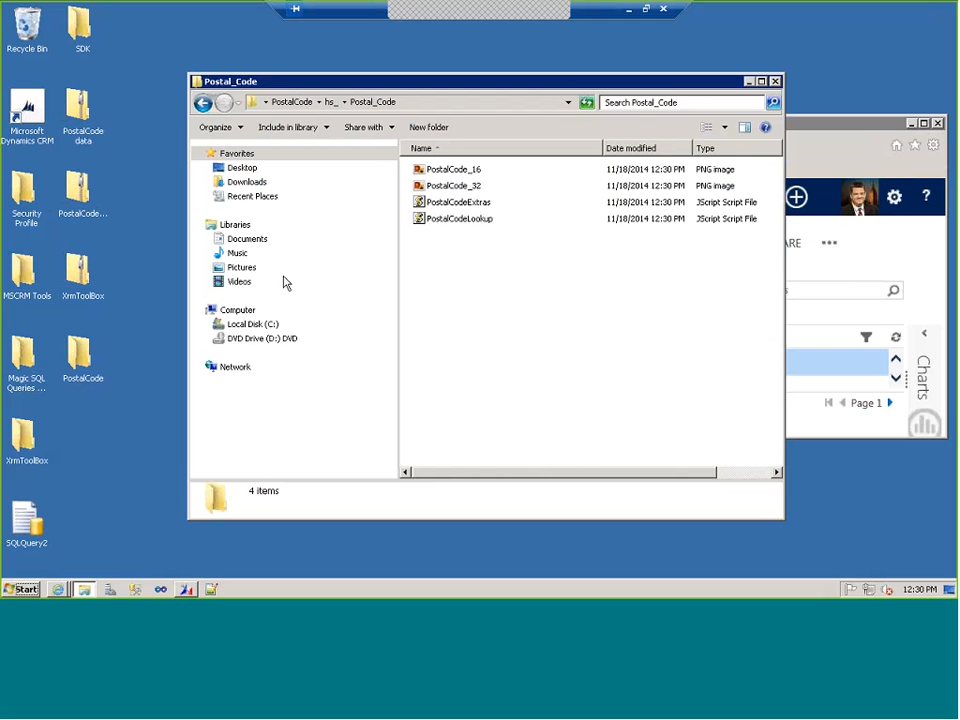 Recycle Bin
SDK
Microsoft Dynamics CRM
PostalCode data
Security Profile
PostalCode...
MSCRM Tools
XrmToolBox
Magic SQL Queries ...
PostalCode
XrmToolBox
SQLQuery2
Postal_Code
PostalCode hs_ Postal_Code
Search Postal_Code
Organize Include in library Share with New folder
Name Date modified Type
Favorites
Desktop
Downloads
Recent Places
Libraries
Documents
Music
Pictures
Videos
Computer
Local Disk (C:)
DVD Drive (D:) DVD
Network
PostalCode_16 11/18/2014 12:30 PM PNG image
PostalCode_32 11/18/2014 12:30 PM PNG image
PostalCodeExtras 11/18/2014 12:30 PM JScript Script File
PostalCodeLookup 11/18/2014 12:30 PM JScript Script File
4 items
ARE •••
s
Charts
Page 1
Start
12:30 PM